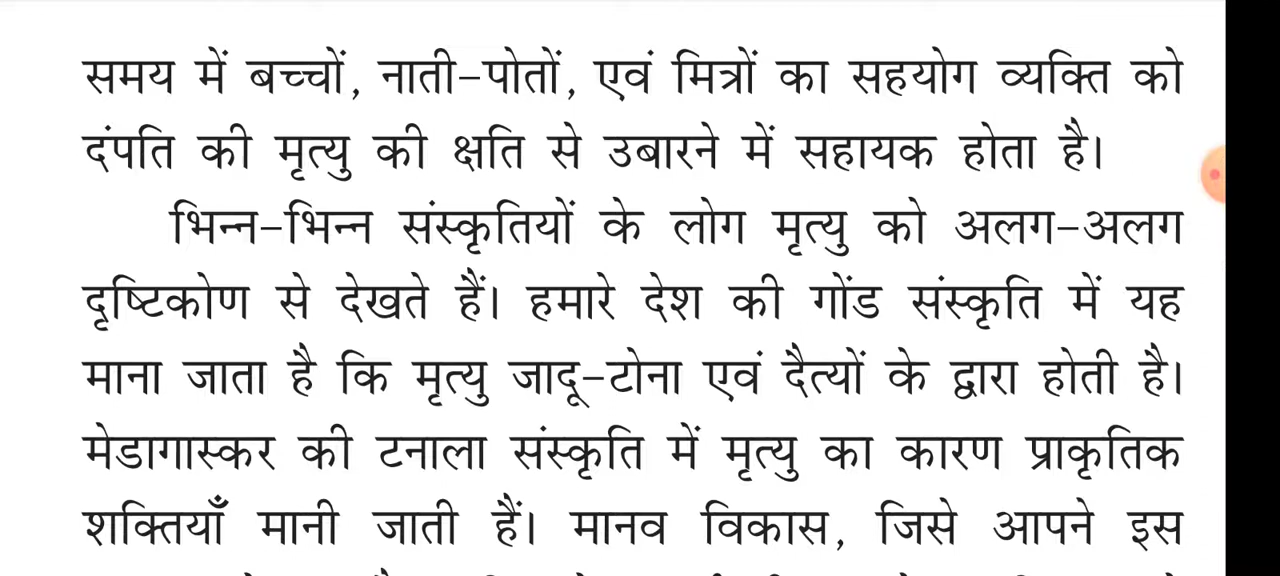 समय में बच्चों, नाती-पोतों, एवं मित्रों का सहयोग व्यक्ति को
दंपति की मृत्यु की क्षति से उबारने में सहायक होता है।
भिन्न-भिन्न संस्कृतियों के लोग मृत्यु को अलग-अलग
दृष्टिकोण से देखते हैं। हमारे देश की गोंड संस्कृति में यह
माना जाता है कि मृत्यु जादू-टोना एवं दैत्यों के द्वारा होती है।
मेडागास्कर की टनाला संस्कृति में मृत्यु का कारण प्राकृतिक
शक्तियाँ मानी जाती हैं। मानव विकास, जिसे आपने इस